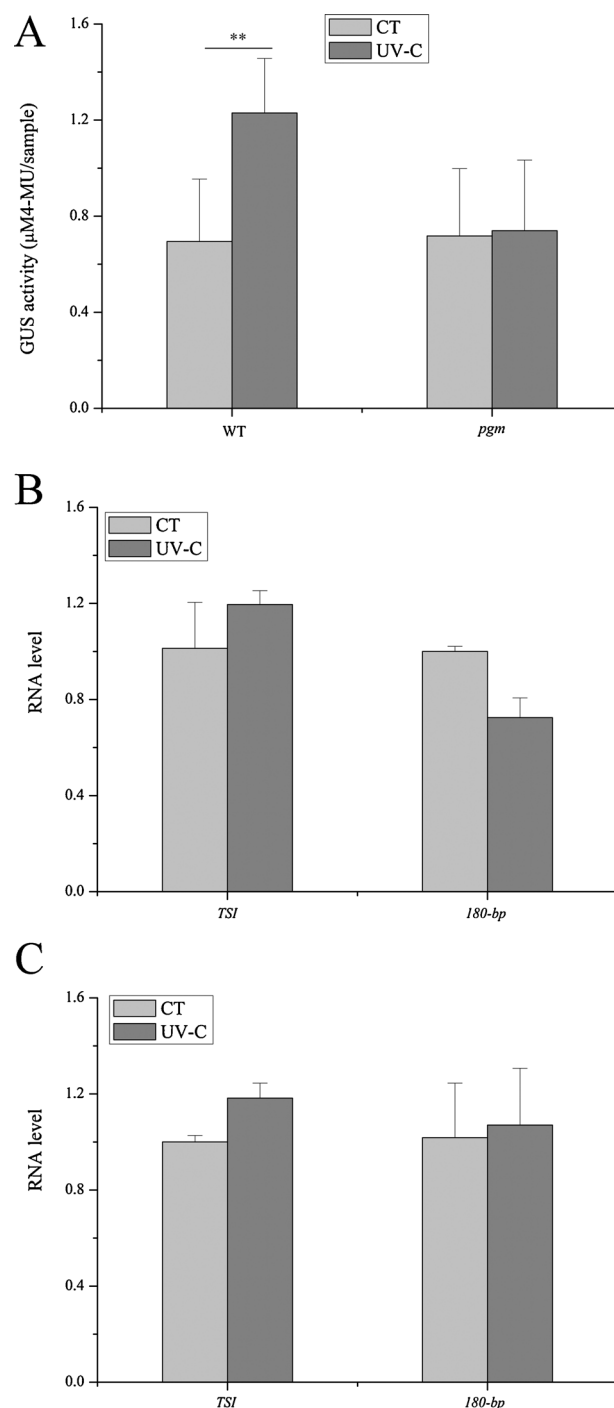 A
1.6
**
CT
UV-C
1.2
0.8
0.4
0.0
GUS activity (μM4-MU/sample)
WT
pgm
B
1.6
CT
UV-C
1.2
0.8
0.4
0.0
RNA level
TSI
180-bp
C
1.6
CT
UV-C
1.2
0.8
0.4
0.0
RNA level
TSI
180-bp